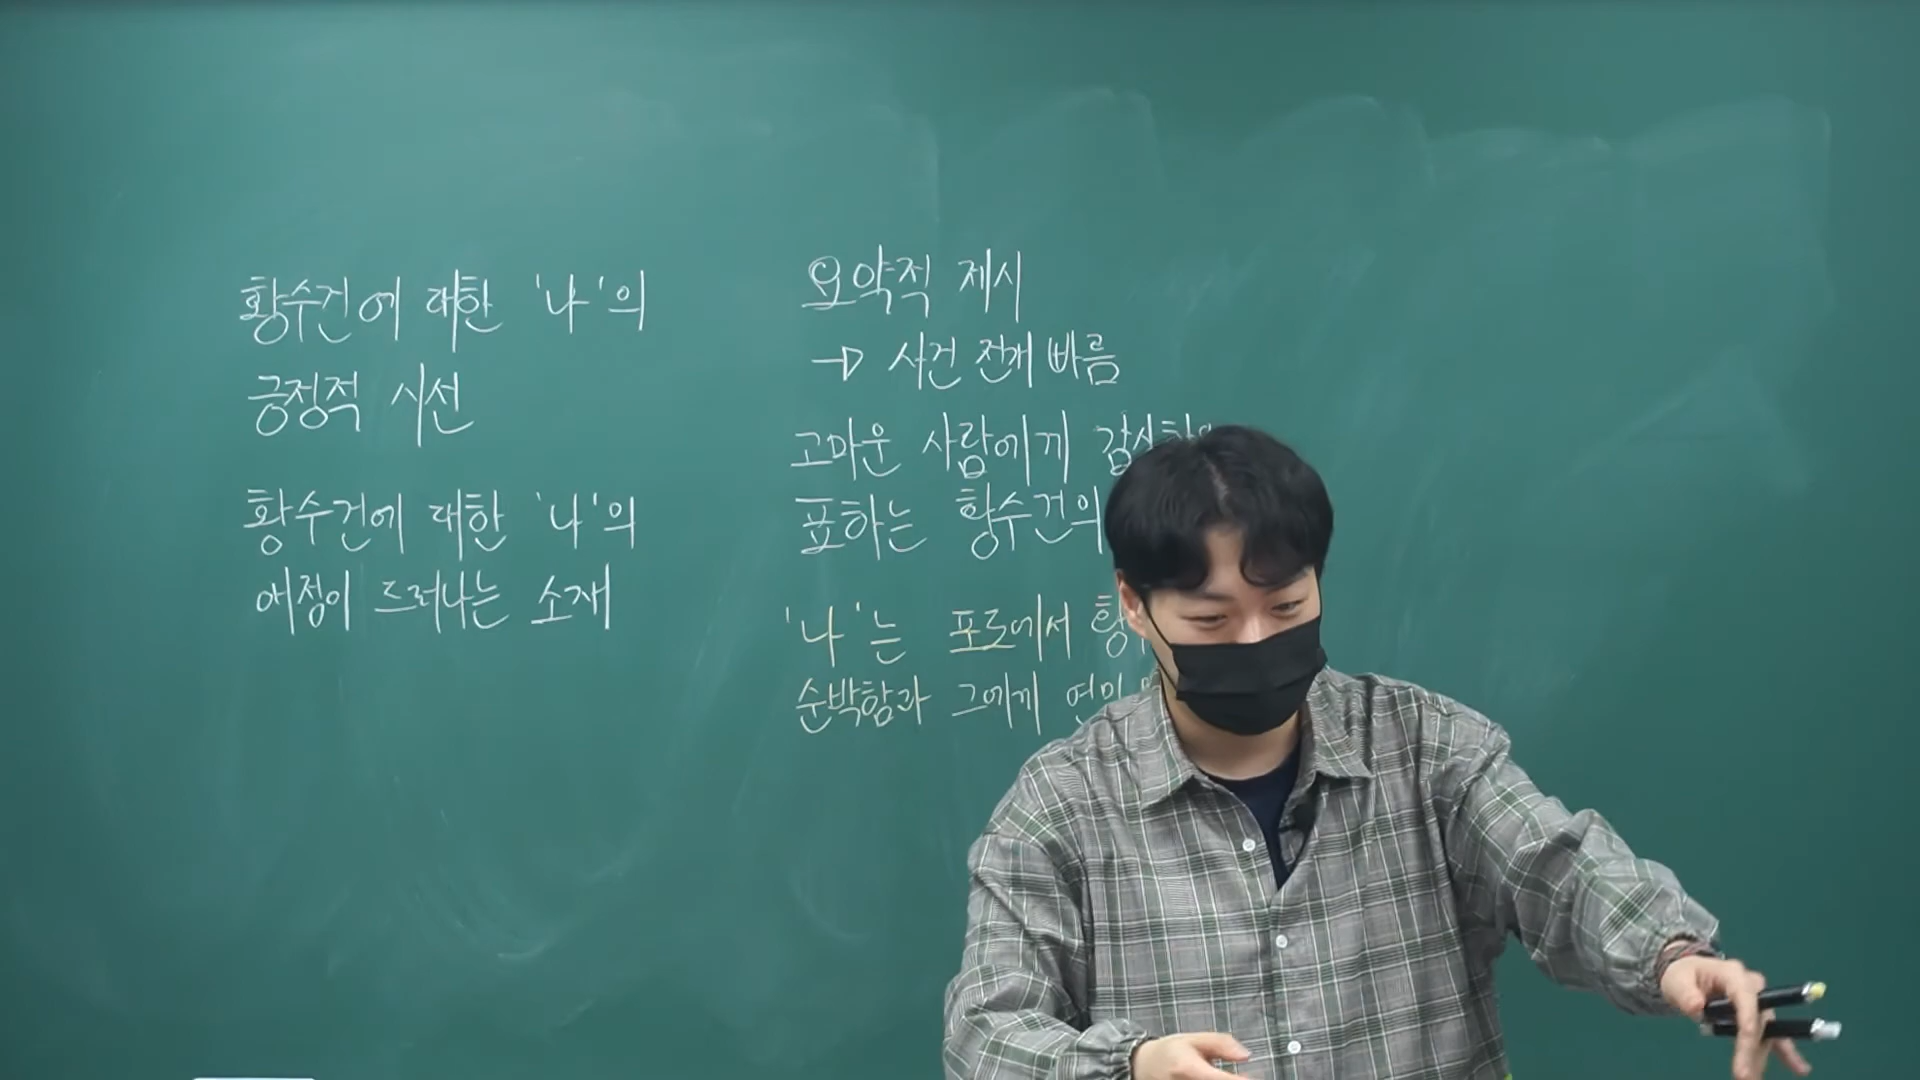 황수건에 대한 '나'의
긍정적 시선
황수건에 대한 '나'의
애정이 드러나는 소재
요약적 제시
→ 사건 전개 빠름
고마운 사람에게
표하는 황수건의
'나'는 포도에서
순박함과 그에게